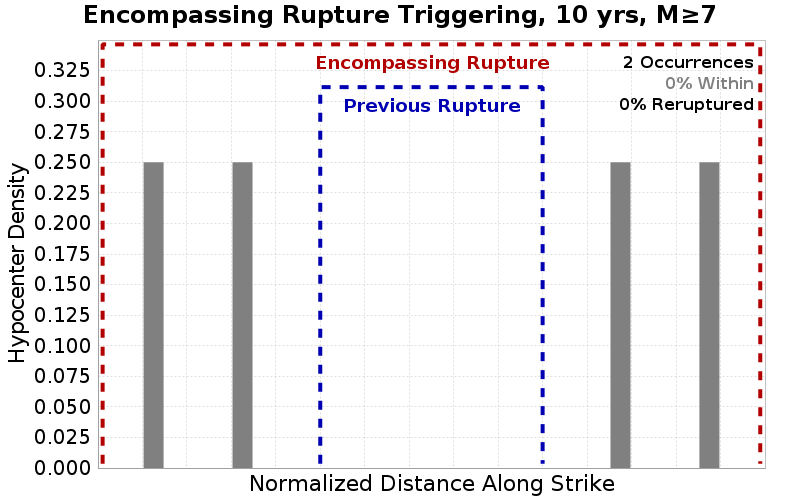 Encompassing Rupture Triggering, 10 yrs, M≥7
Encompassing Rupture
2 Occurrences
0% Within
0% Reruptured
Previous Rupture
Hypocenter Density
0.325
0.300
0.275
0.250
0.225
0.200
0.175
0.150
0.125
0.100
0.075
0.050
0.025
0.000
Normalized Distance Along Strike